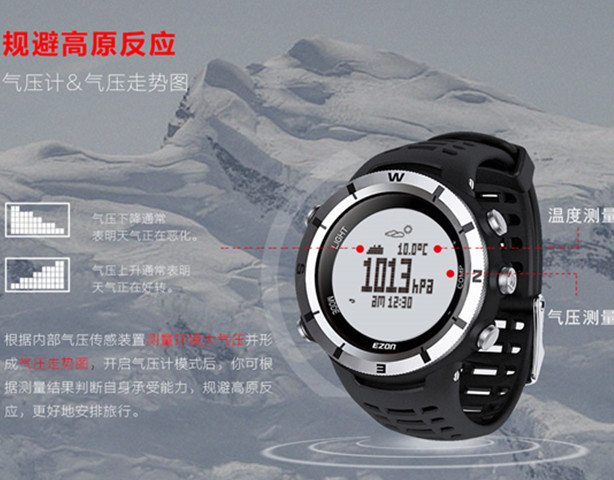 规避高原反应
气压计&气压走势图
气压下降通常
表明天气正在恶化。
气压上升通常表明
天气正在好转。
根据内部气压传感装置测量环境大气压并形
成气压走势图，开启气压计模式后，你可根
据测量结果判断自身承受能力，规避高原反
应，更好地安排旅行。
W
LIGHT
10.0°C
1013 hPa
AM 12:30
COMP
MODE
EZON
N
S
E
温度测量
气压测量